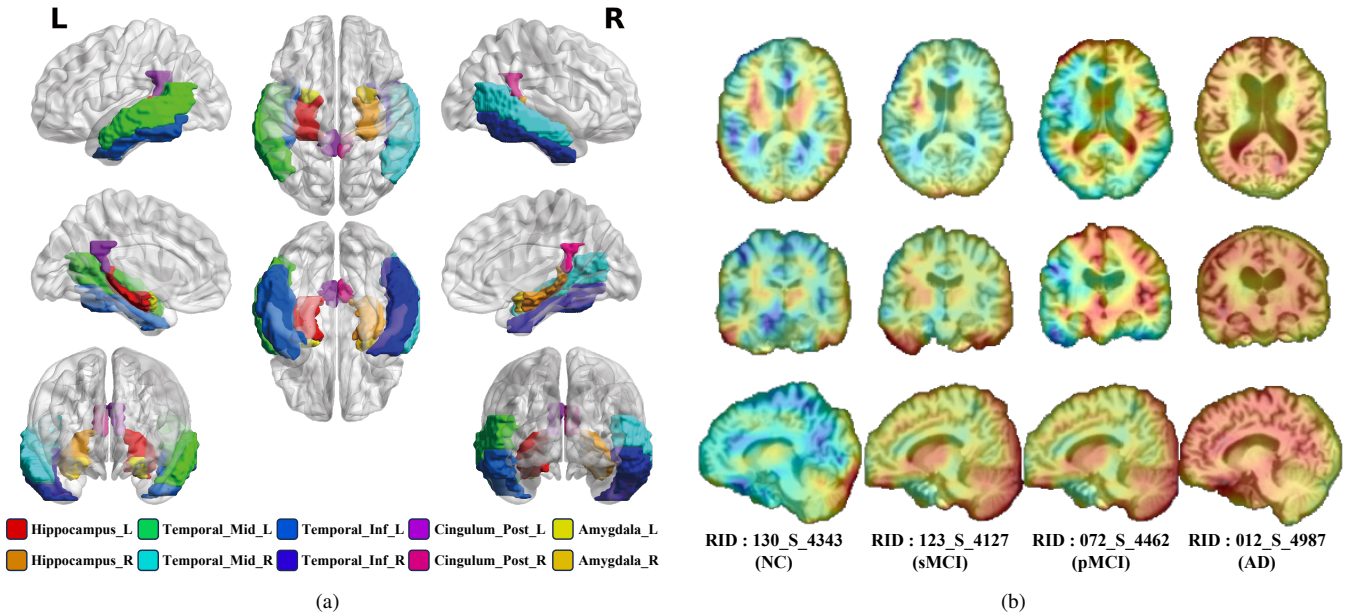 L R
Hippocampus_L Temporal_Mid_L Temporal_Inf_L Cingulum_Post_L Amygdala_L
Hippocampus_R Temporal_Mid_R Temporal_Inf_R Cingulum_Post_R Amygdala_R
(a)
RID : 130_S_4343 RID : 123_S_4127 RID : 072_S_4462 RID : 012_S_4987
(NC) (sMCI) (pMCI) (AD)
(b)